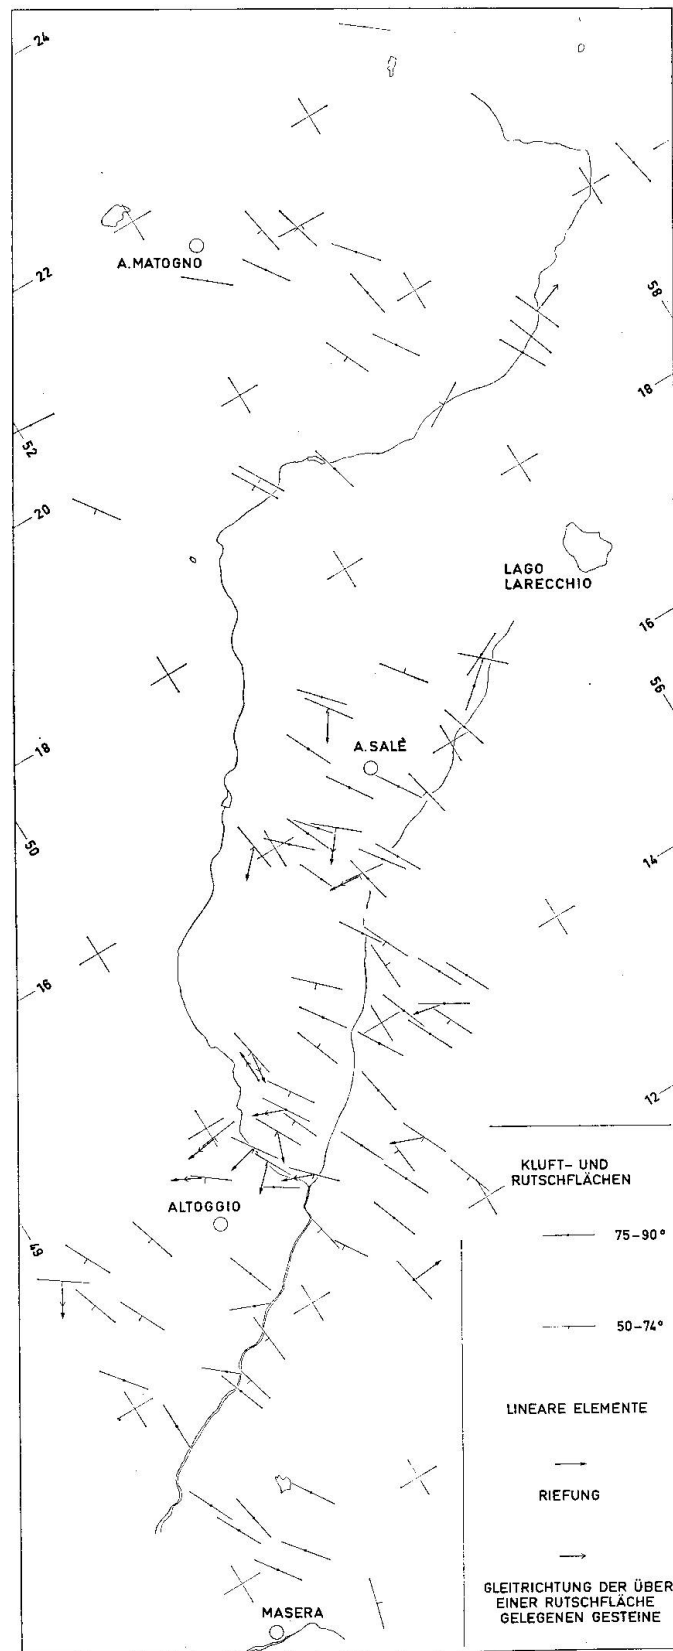 24
A.MATOGNO
22
58
18
52
20
LAGO
LARECCHIO
16
56
18
A.SALÈ
50
14
16
12
KLUFT- UND
RUTSCHFLÄCHEN
ALTOGGIO
75-90°
49
50-74°
LINEARE ELEMENTE
RIEFUNG
GLEITRICHTUNG DER ÜBER
EINER RUTSCHFLÄCHE
GELEGENEN GESTEINE
MASERA